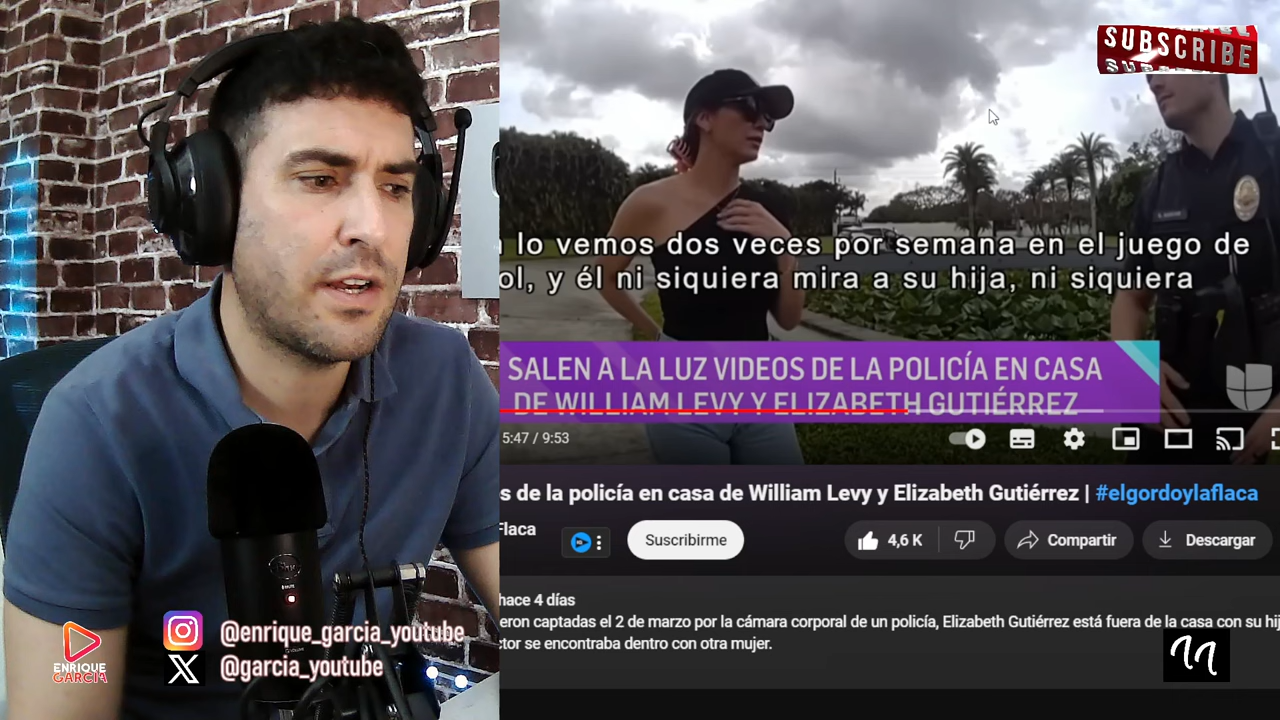 SUBSCRIBE
lo vemos dos veces por semana en el juego de
ol, y él ni siquiera mira a su hija, ni siquiera
SALEN A LA LUZ VIDEOS DE LA POLICÍA EN CASA
DE WILLIAM LEVY Y ELIZABETH GUTIÉRREZ
5:47 / 9:53
s de la policía en casa de William Levy y Elizabeth Gutiérrez | #elgordoylaflaca
Flaca
Suscribirme
4,6 K
Compartir
Descargar
hace 4 días
eron captadas el 2 de marzo por la cámara corporal de un policía, Elizabeth Gutiérrez está fuera de la casa con su hij
ctor se encontraba dentro con otra mujer.
@enrique_garcia_youtube
@garcia_youtube
ENRIQUE
GARCIA